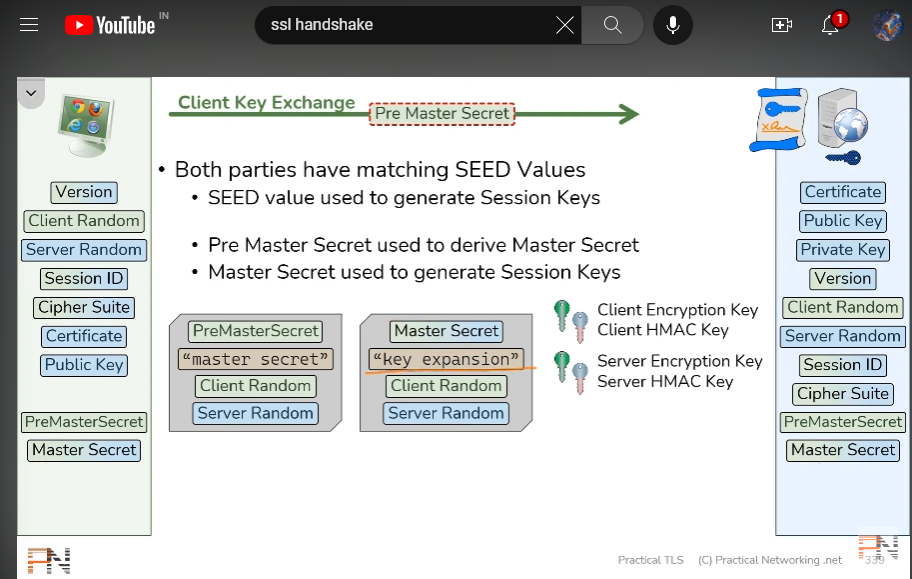 YouTube IN
ssl handshake
1
Client Key Exchange
Pre Master Secret
• Both parties have matching SEED Values
• SEED value used to generate Session Keys
• Pre Master Secret used to derive Master Secret
• Master Secret used to generate Session Keys
Version
Client Random
Server Random
Session ID
Cipher Suite
Certificate
Public Key
PreMasterSecret
Master Secret
PreMasterSecret
“master secret”
Client Random
Server Random
Master Secret
“key expansion”
Client Random
Server Random
Client Encryption Key
Client HMAC Key
Server Encryption Key
Server HMAC Key
Certificate
Public Key
Private Key
Version
Client Random
Server Random
Session ID
Cipher Suite
PreMasterSecret
Master Secret
PN
Practical TLS (C) Practical Networking .net
PN
339